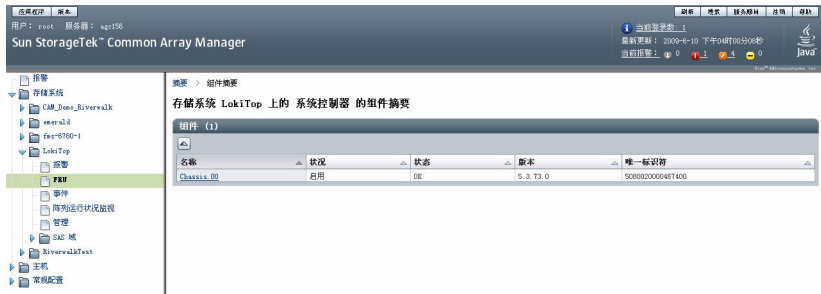 应用程序 版本 刷新 搜索 服务顾问 注销 帮助
用户： root 服务器： agc156
当前登录数： 1
Sun StorageTek™ Common Array Manager
最新更新： 2009-6-10 下午04时00分08秒
当前报警： 0 1 4 0
Java
Sun™ Microsystems, Inc.
报警
存储系统
CAM_Demo_Riverwalk
emerald
fms-6780-1
LokiTop
报警
FRU
事件
阵列运行状况监视
管理
SAS 域
RiverwalkTest
主机
常规配置
摘要 > 组件摘要
存储系统 LokiTop 上的 系统控制器 的组件摘要
组件 (1)
名称 状况 状态 版本 唯一标识符
Chassis.00 启用 OK 5.3.73.0 5080020000467400